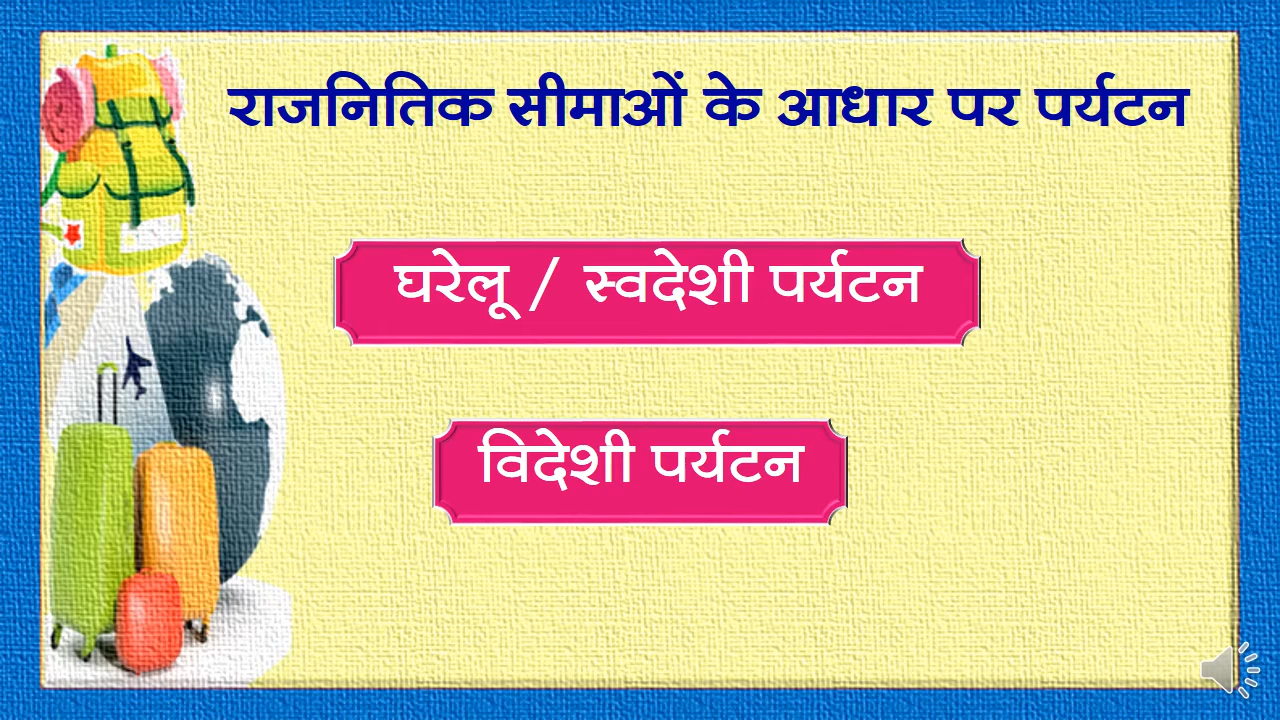 राजनितिक सीमाओं के आधार पर पर्यटन
घरेलू / स्वदेशी पर्यटन
विदेशी पर्यटन